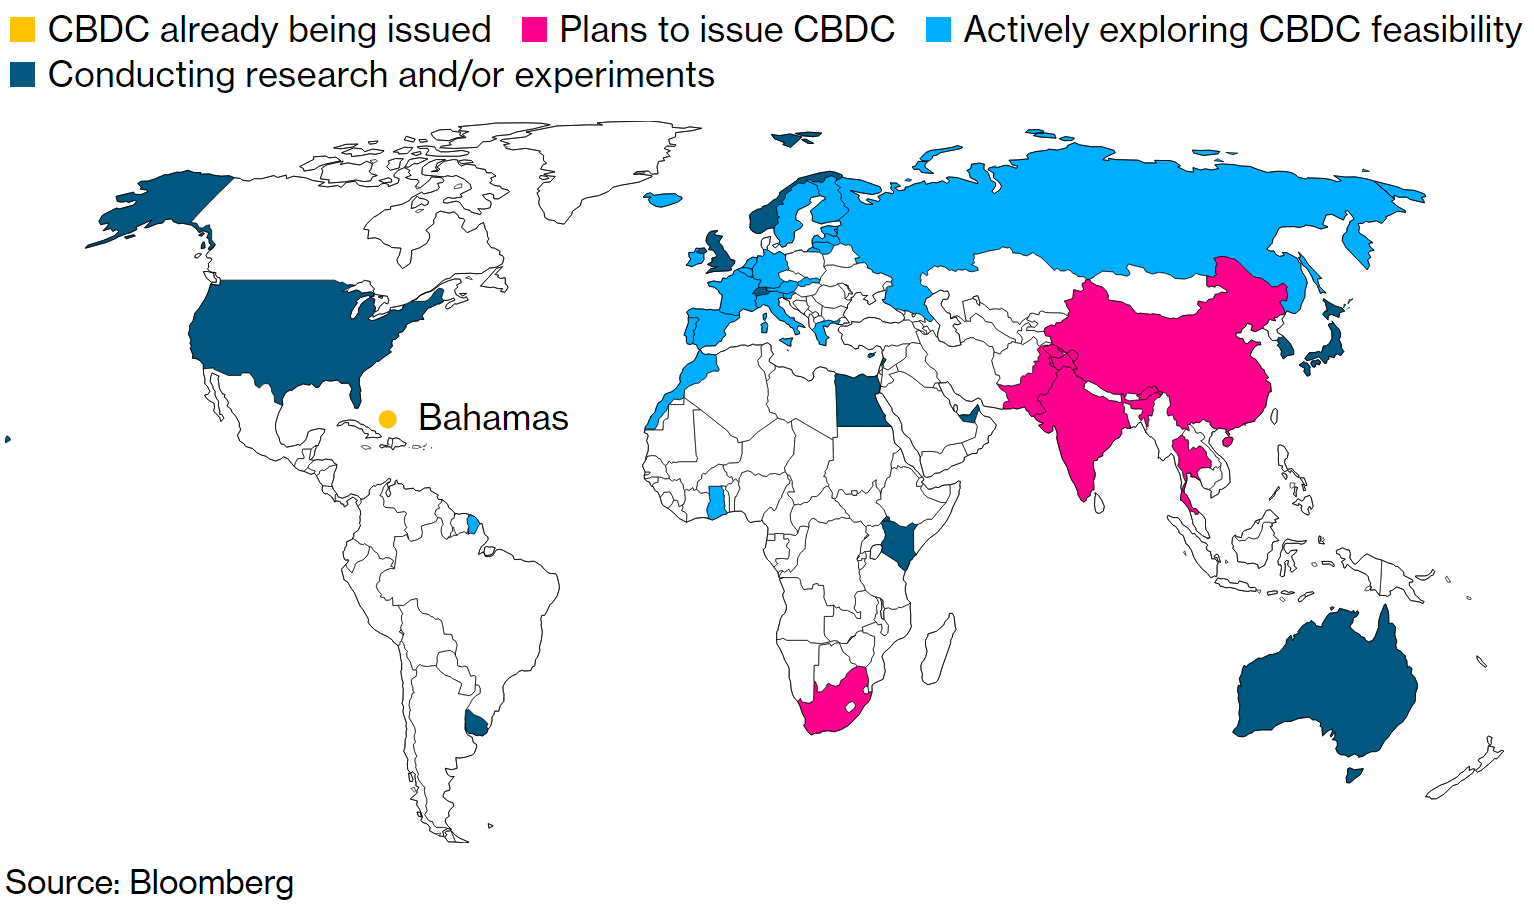 CBDC already being issued Plans to issue CBDC Actively exploring CBDC feasibility
Conducting research and/or experiments
Bahamas
Source: Bloomberg